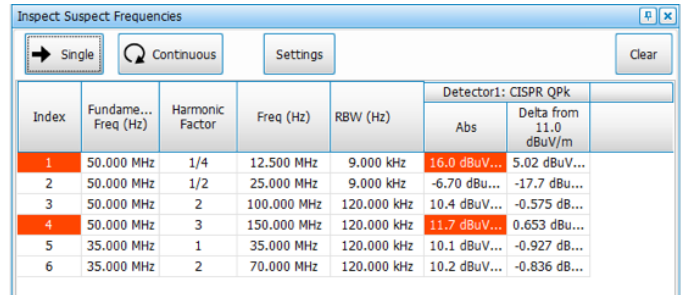 Inspect Suspect Frequencies
Single Continuous Settings Clear
Detector1: CISPR QPk
Index Fundame... Freq (Hz) Harmonic Factor Freq (Hz) RBW (Hz) Abs Delta from 11.0 dBuV/m
1 50.000 MHz 1/4 12.500 MHz 9.000 kHz 16.0 dBuV... 5.02 dBuV...
2 50.000 MHz 1/2 25.000 MHz 9.000 kHz -6.70 dBu... -17.7 dBu...
3 50.000 MHz 2 100.000 MHz 120.000 kHz 10.4 dBuV... -0.575 dB...
4 50.000 MHz 3 150.000 MHz 120.000 kHz 11.7 dBuV... 0.653 dBu...
5 35.000 MHz 1 35.000 MHz 120.000 kHz 10.1 dBuV... -0.927 dB...
6 35.000 MHz 2 70.000 MHz 120.000 kHz 10.2 dBuV... -0.836 dB...